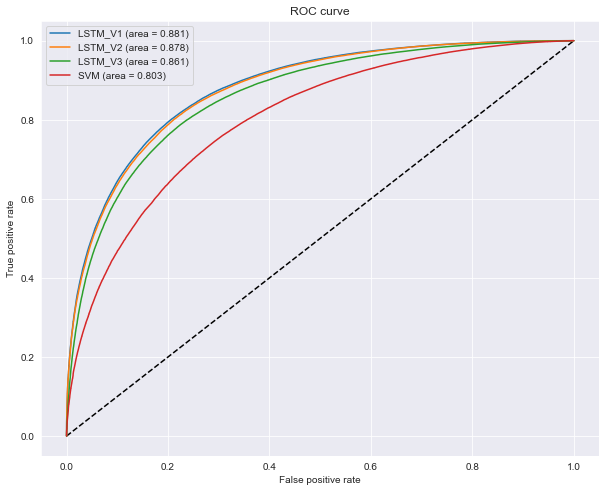 ROC curve
LSTM_V1 (area = 0.881)
LSTM_V2 (area = 0.878)
LSTM_V3 (area = 0.861)
SVM (area = 0.803)
True positive rate
1.0
0.8
0.6
0.4
0.2
0.0
0.0 0.2 0.4 0.6 0.8 1.0
False positive rate